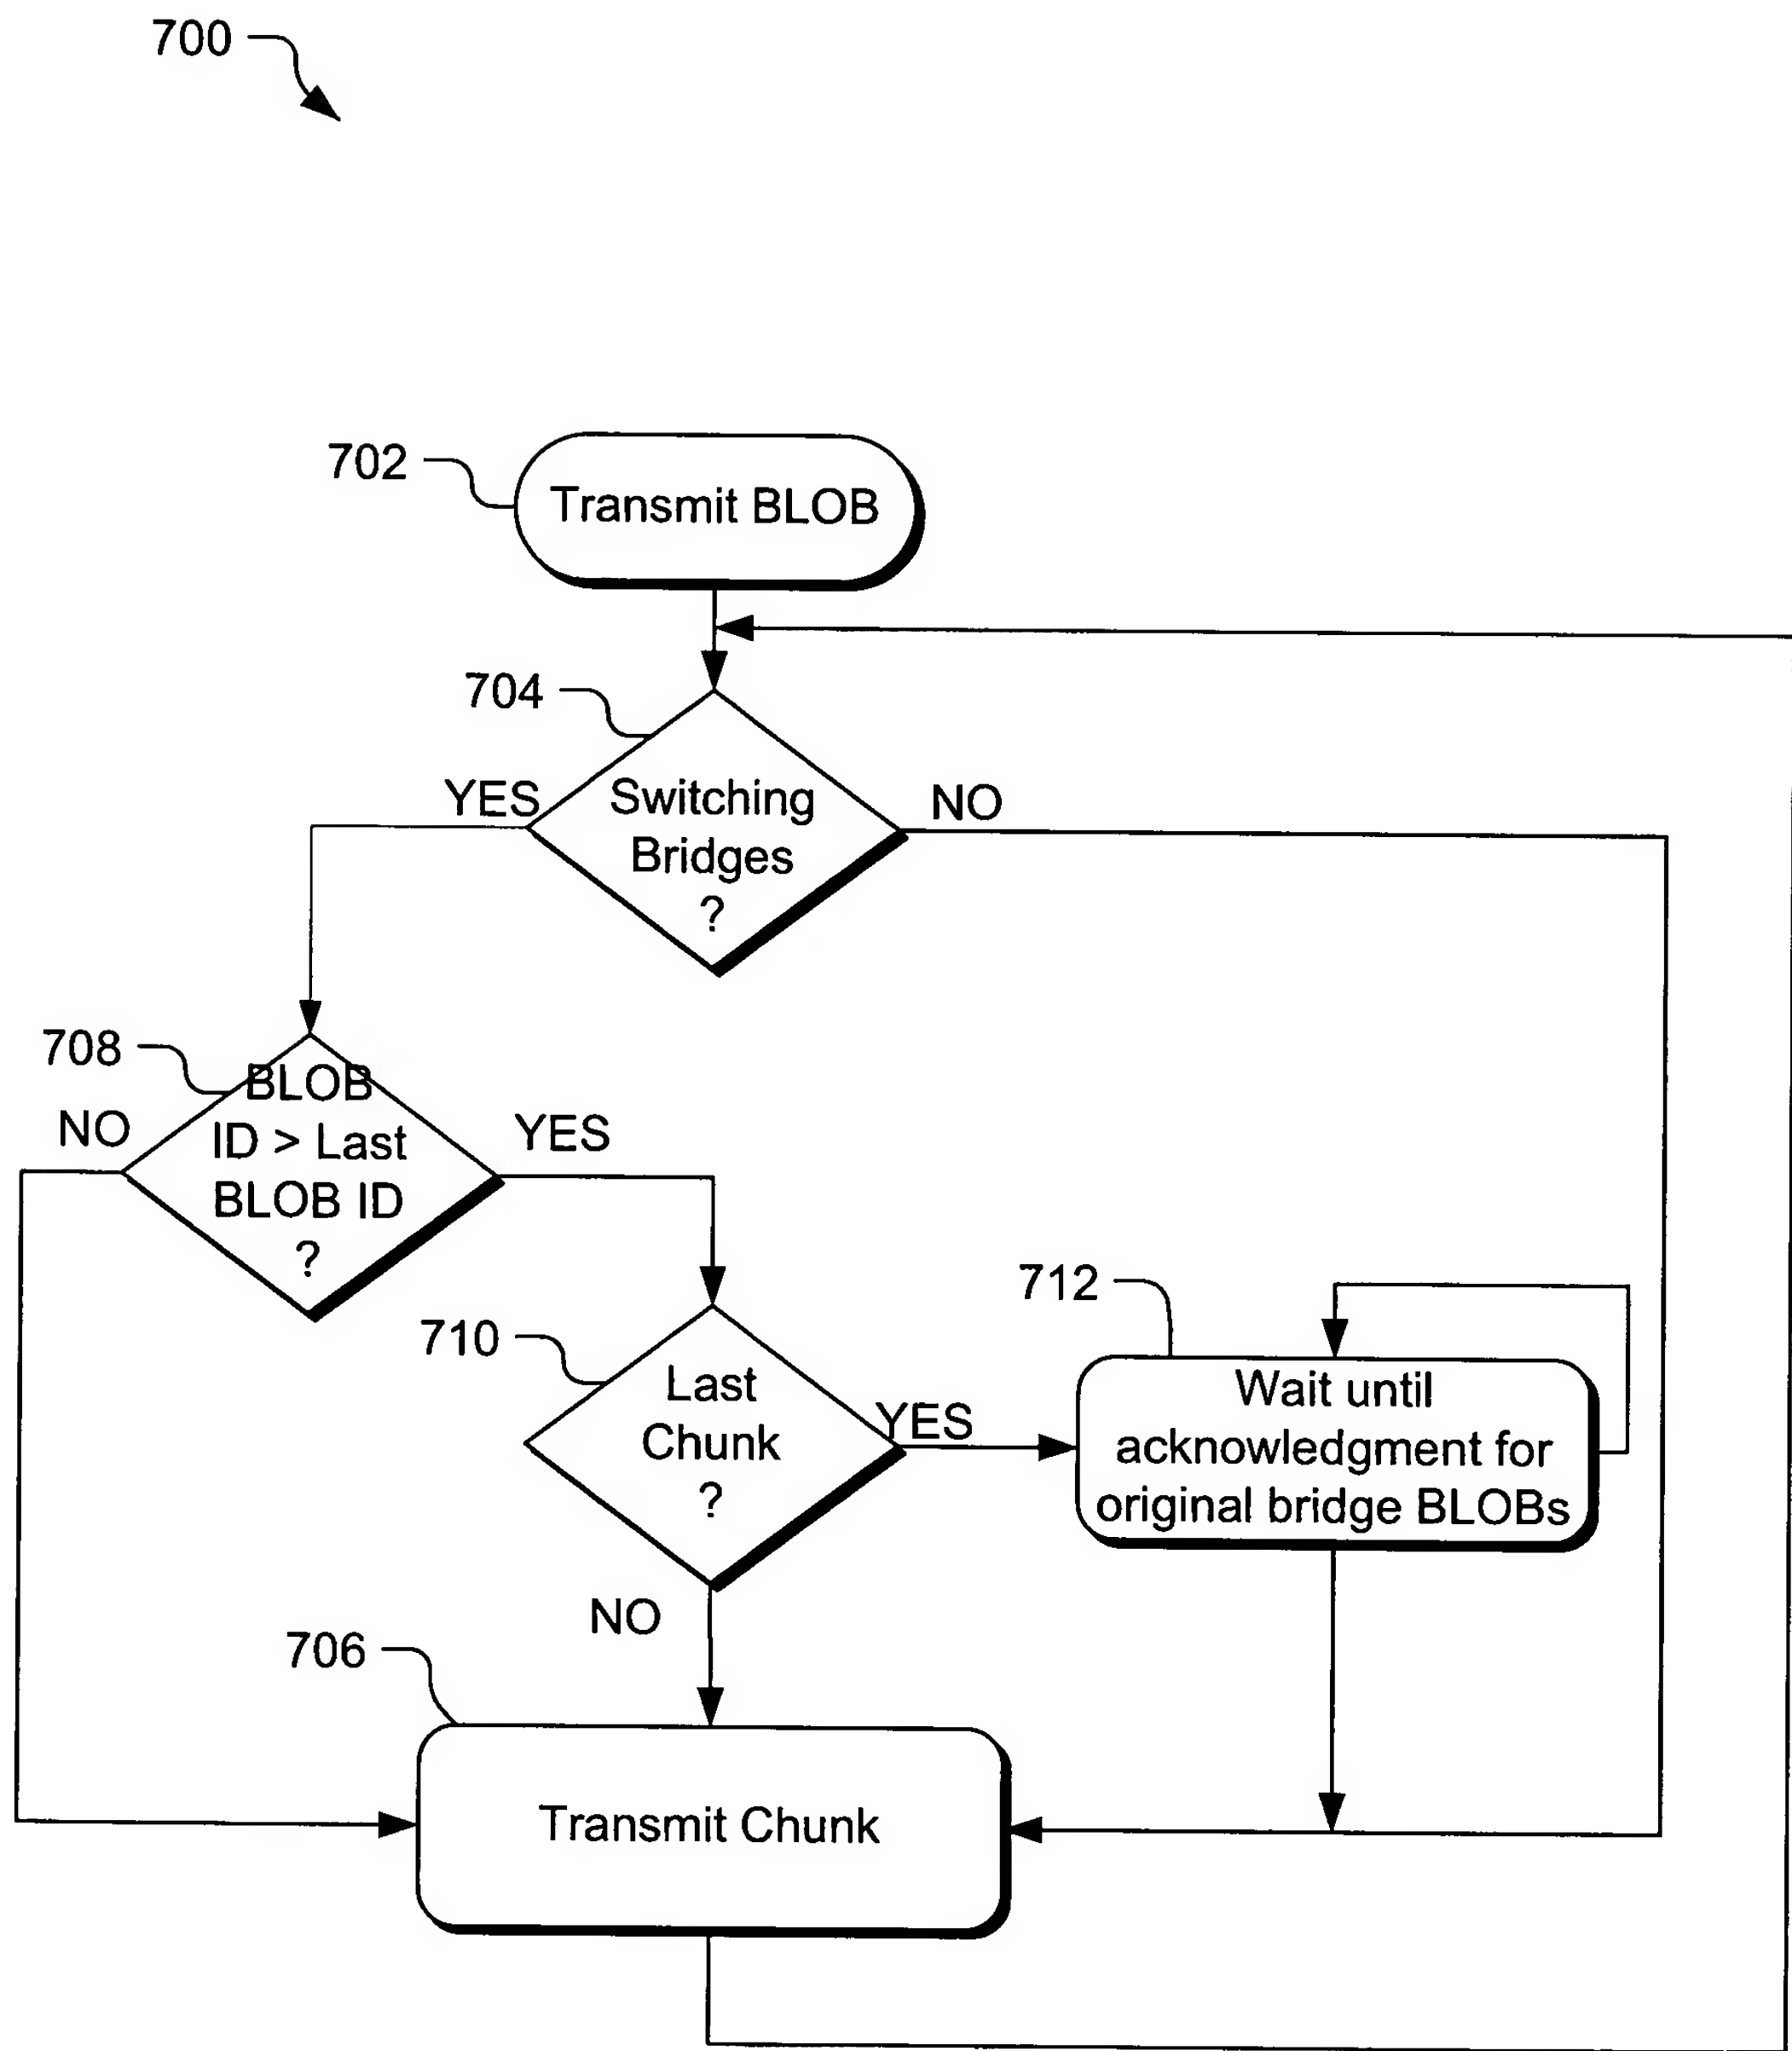 700
702
Transmit BLOB
704
YES
Switching
Bridges
?
NO
708
NO
BLOB
ID > Last
BLOB ID
?
YES
710
Last
Chunk
?
YES
712
Wait until
acknowledgment for
original bridge BLOBs
NO
706
Transmit Chunk